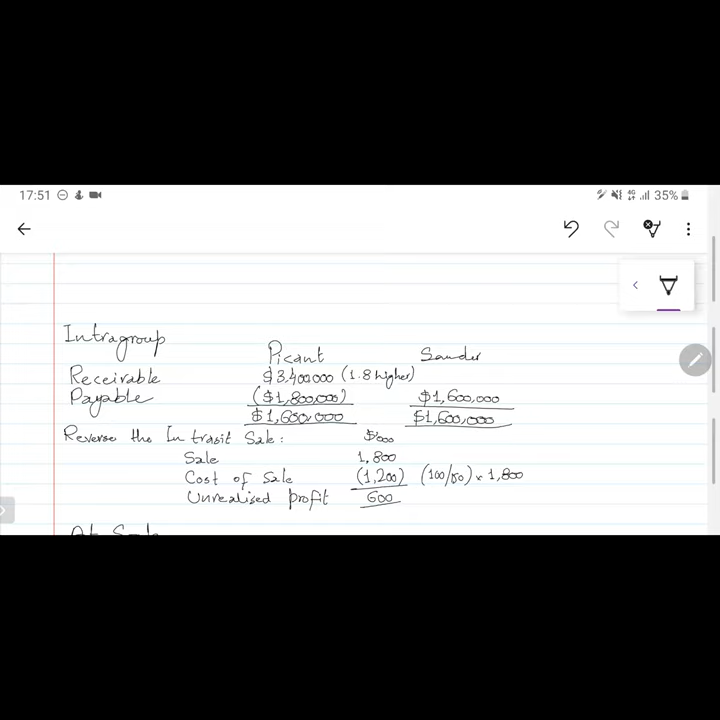 17:51 4G 35%
Intragroup
Picant Sander
Receivable $3,400 000 (1.8 higher)
Payable ($1,800,000) $1,600,000
$1,600,000 $1,600,000
Reverse the In trasit Sale: $'000
Sale 1,800
Cost of Sale (1,200) (100/150) × 1,800
Unrealised profit 600